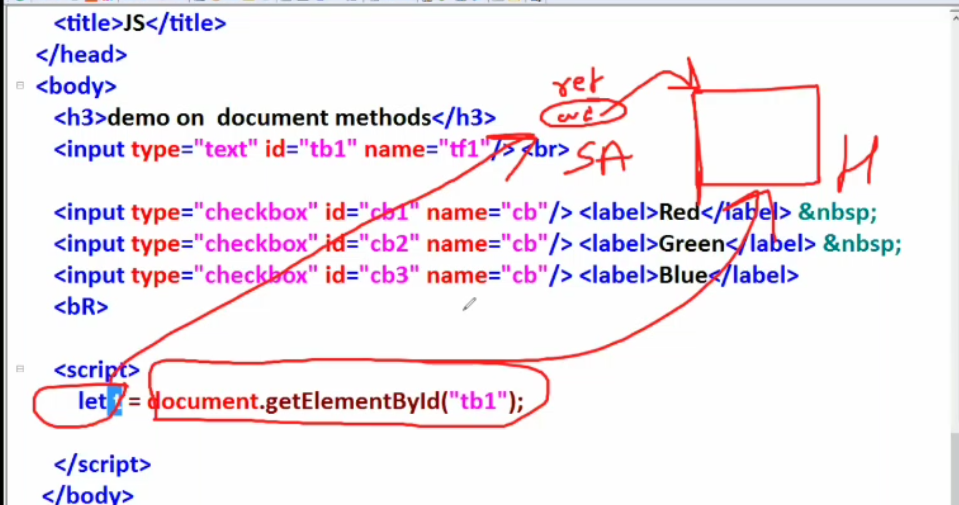 <title>JS</title>
</head>
<body>
<h3>demo on document methods</h3>
ret
SA
H
<input type="text" id="tb1" name="tf1"/> <br>
<input type="checkbox" id="cb1" name="cb"/> <label>Red</label> &nbsp;
<input type="checkbox" id="cb2" name="cb"/> <label>Green</label> &nbsp;
<input type="checkbox" id="cb3" name="cb"/> <label>Blue</label>
<bR>
<script>
let = document.getElementById("tb1");
</script>
</body>